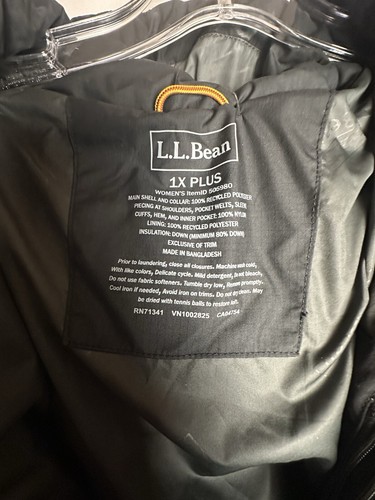 L.L.Bean
1X PLUS
WOMEN'S ItemID 506980
MAIN SHELL AND COLLAR: 100% RECYCLED POLYESTER
PIECING AT SHOULDERS, POCKET WELTS, SLEEVE
CUFFS, HEM, AND INNER POCKET: 100% NYLON
LINING: 100% RECYCLED POLYESTER
INSULATION: DOWN (MINIMUM 80% DOWN)
EXCLUSIVE OF TRIM
MADE IN BANGLADESH
Prior to laundering, close all closures. Machine wash cold,
With like colors, Delicate cycle. Mild detergent, Do not bleach,
Do not use fabric softeners. Tumble dry low, Remove promptly.
Cool iron if needed, Avoid iron on trims. Do not dryclean. May
be dried with tennis balls to restore loft.
RN71341 VN1002825 CA04754